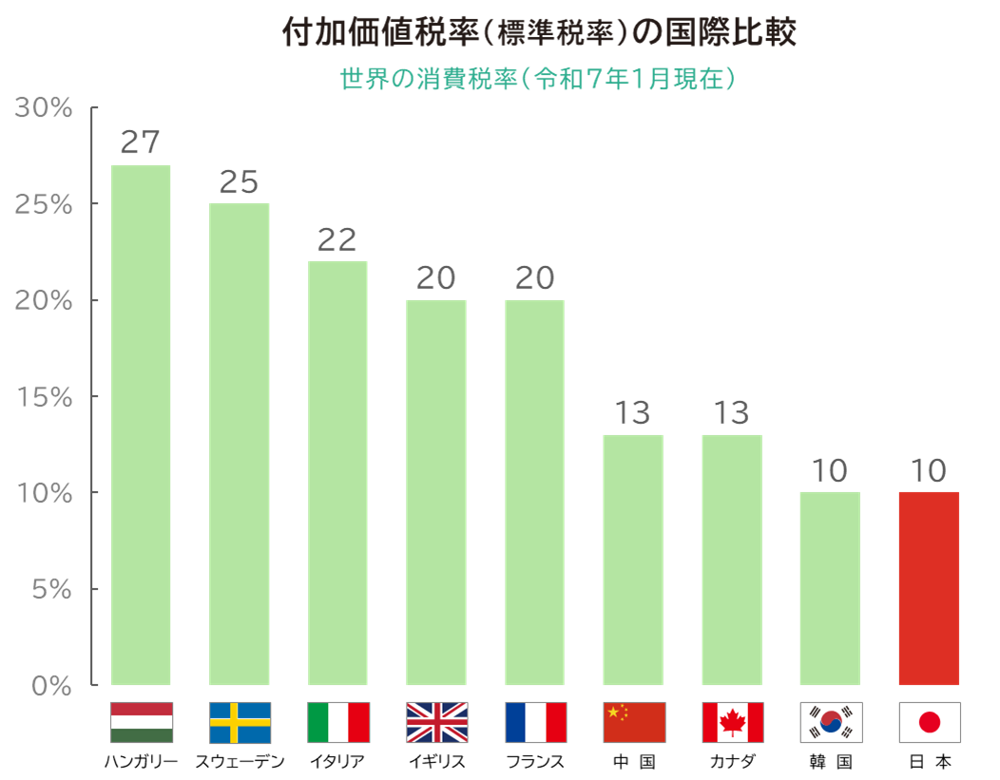 付加価値税率(標準税率)の国際比較
世界の消費税率(令和7年1月現在)
30%
25%
20%
15%
10%
5%
0%
27
25
22
20
20
13
13
10
10
ハンガリー
スウェーデン
イタリア
イギリス
フランス
中 国
カナダ
韓 国
日 本